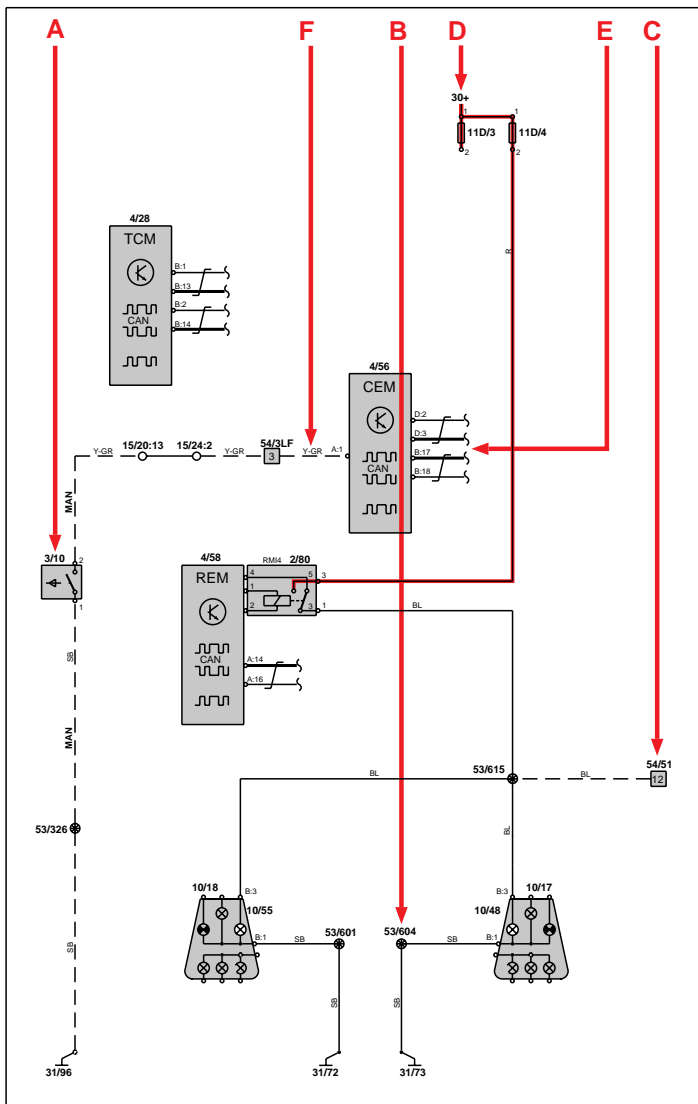 A F B D E C
30+
1 1
11D/3 11D/4
2 2
4/28
TCM
R
B:1
B:13
B:2
CAN
B:14
4/56
CEM
D:2
D:3
15/20:13 15/24:2 54/3LF
Y-GR Y-GR 3 Y-GR A:1
B:17
CAN
B:18
MAN
3/10 2
1
4/58 RMI4 2/80
REM
4 5 3
1
2 3 1
BL
SB
CAN
A:14
A:16
MAN
53/615 54/51
BL BL 12
53/326
BL
10/18 B:3 B:3 10/17
10/55 10/48
53/601 53/604
B:1 SB SB B:1
SB
SB SB
31/96 31/72 31/73